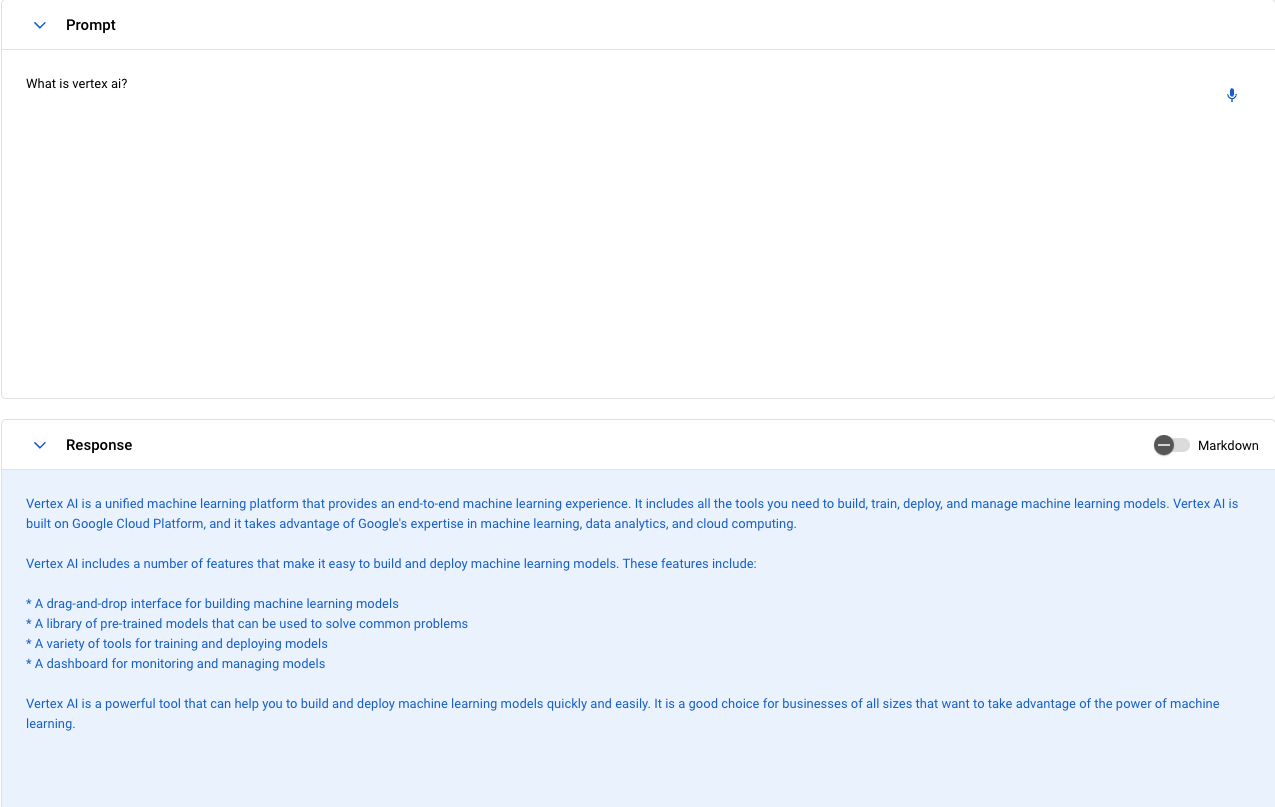 Prompt
What is vertex ai?
Response
Markdown
Vertex AI is a unified machine learning platform that provides an end-to-end machine learning experience. It includes all the tools you need to build, train, deploy, and manage machine learning models. Vertex AI is
built on Google Cloud Platform, and it takes advantage of Google's expertise in machine learning, data analytics, and cloud computing.
Vertex AI includes a number of features that make it easy to build and deploy machine learning models. These features include:
* A drag-and-drop interface for building machine learning models
* A library of pre-trained models that can be used to solve common problems
* A variety of tools for training and deploying models
* A dashboard for monitoring and managing models
Vertex AI is a powerful tool that can help you to build and deploy machine learning models quickly and easily. It is a good choice for businesses of all sizes that want to take advantage of the power of machine
learning.